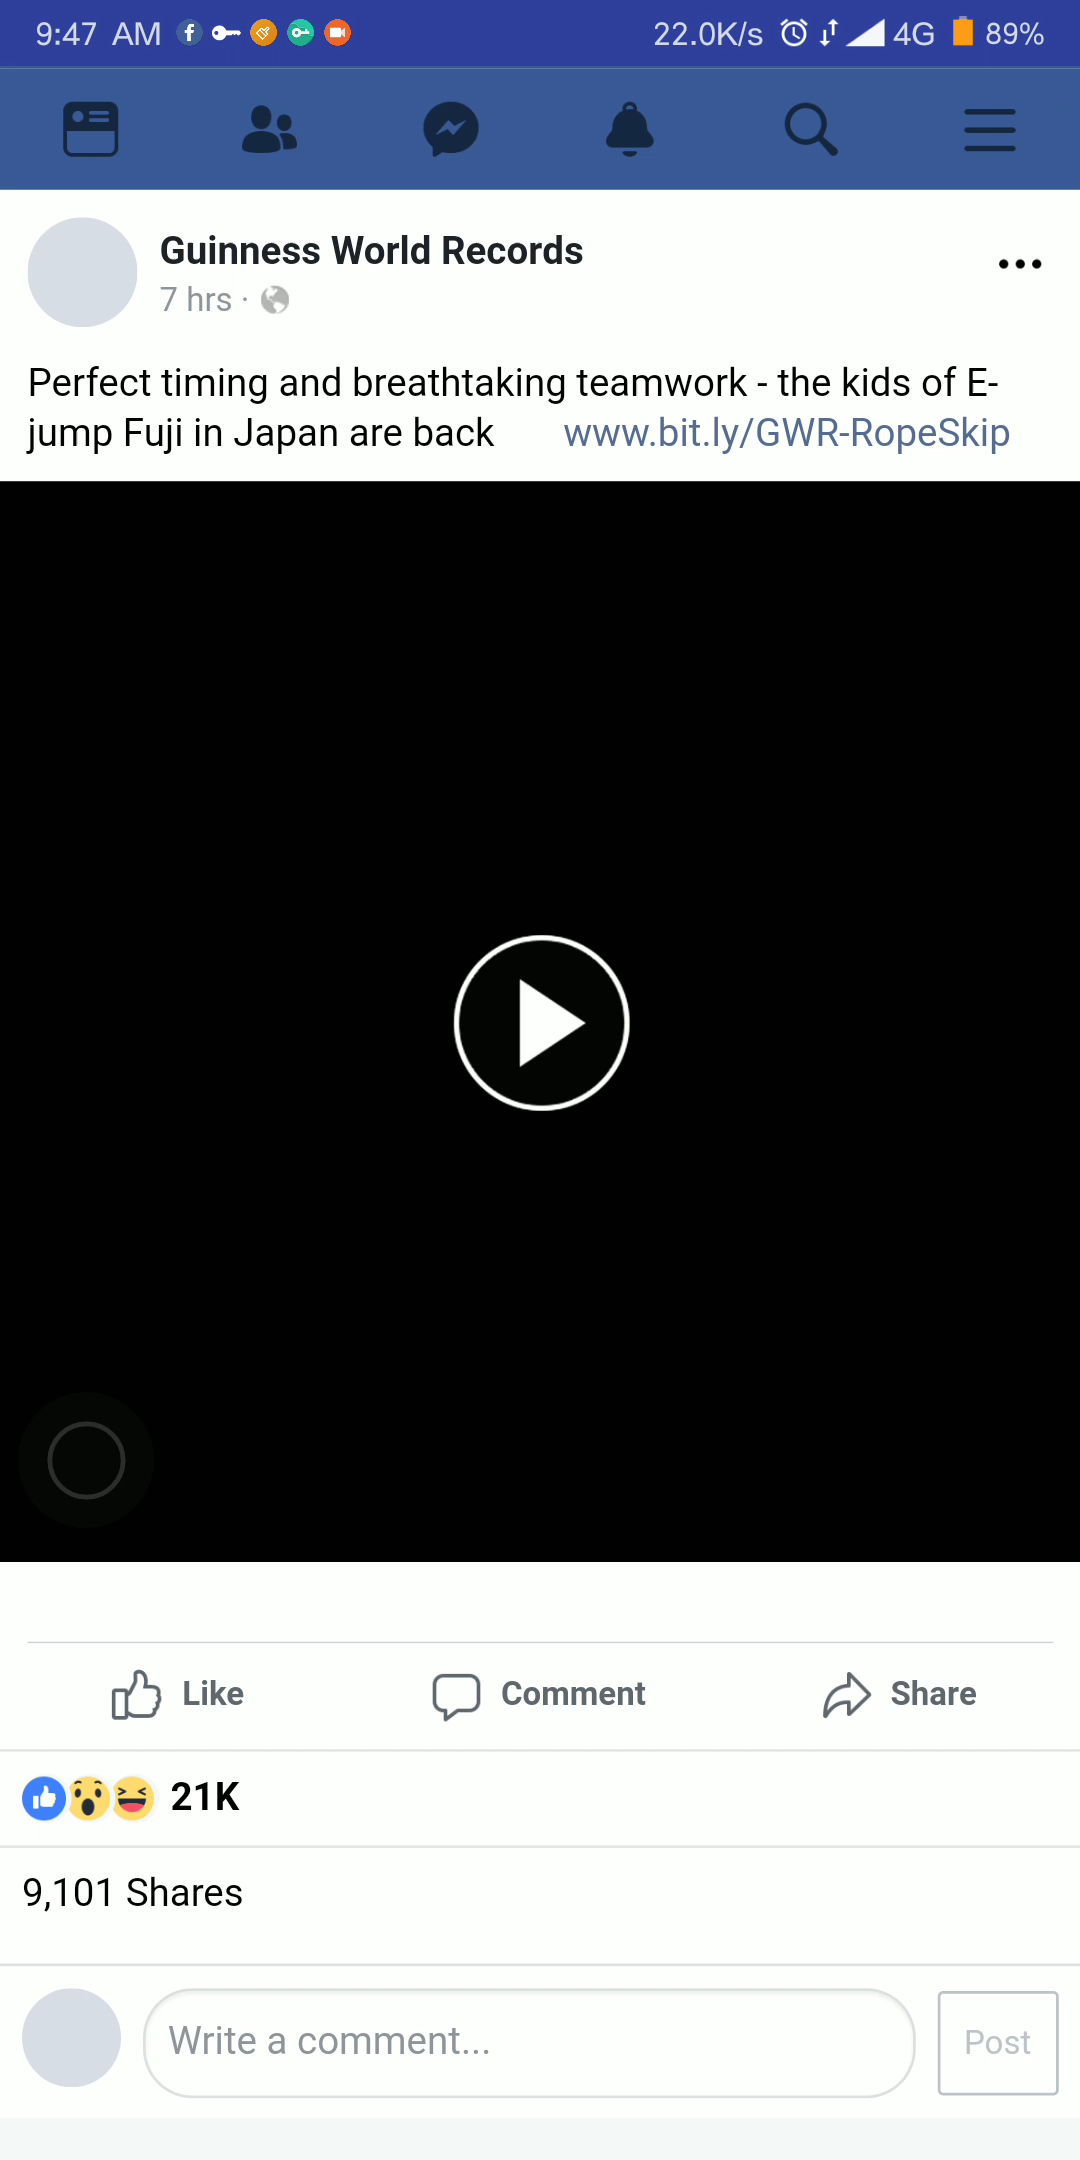 9:47 AM 22.0K/s 4G 89%
Guinness World Records
7 hrs ·
Perfect timing and breathtaking teamwork - the kids of E-
jump Fuji in Japan are back www.bit.ly/GWR-RopeSkip
Like Comment Share
21K
9,101 Shares
Write a comment... Post